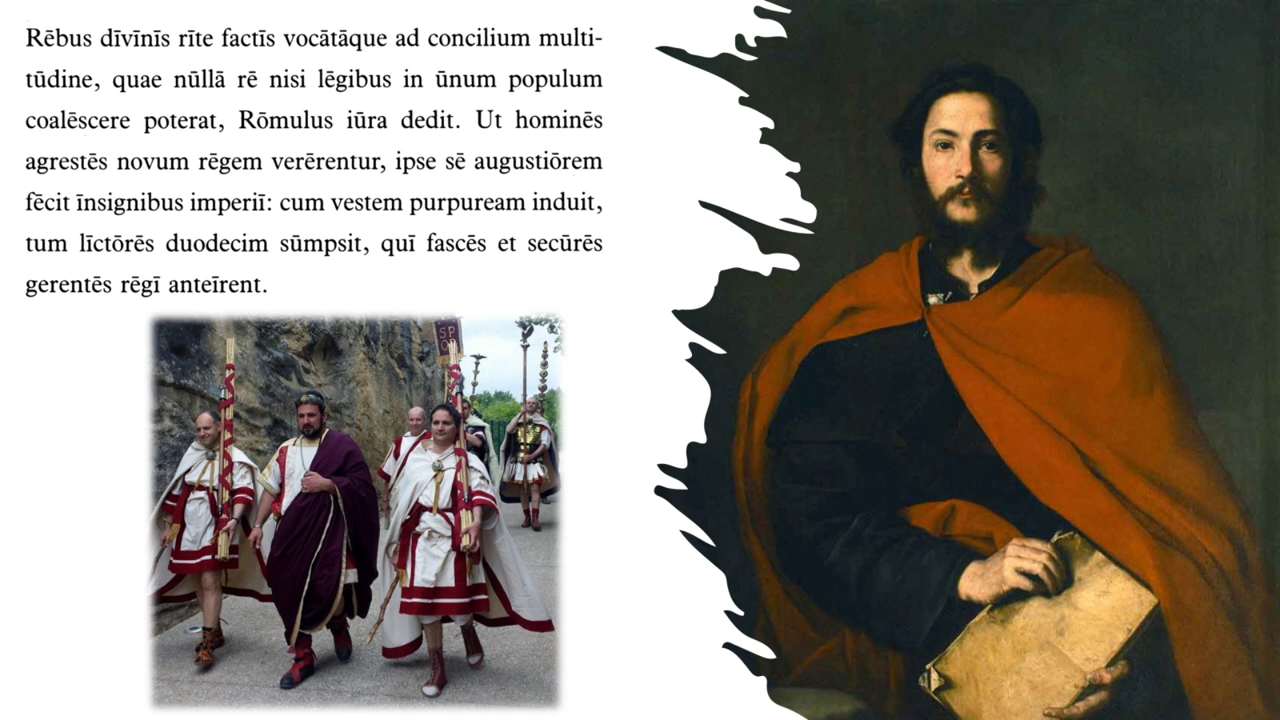 Rēbus dīvīnīs rīte factīs vocātāque ad concilium multi-
tūdine, quae nūllā rē nisi lēgibus in ūnum populum
coalēscere poterat, Rōmulus iūra dedit. Ut hominēs
agrestēs novum rēgem verērentur, ipse sē augustiōrem
fēcit īnsignibus imperiī: cum vestem purpuream induit,
tum līctōrēs duodecim sūmpsit, quī fascēs et secūrēs
gerentēs rēgī anteīrent.
SP